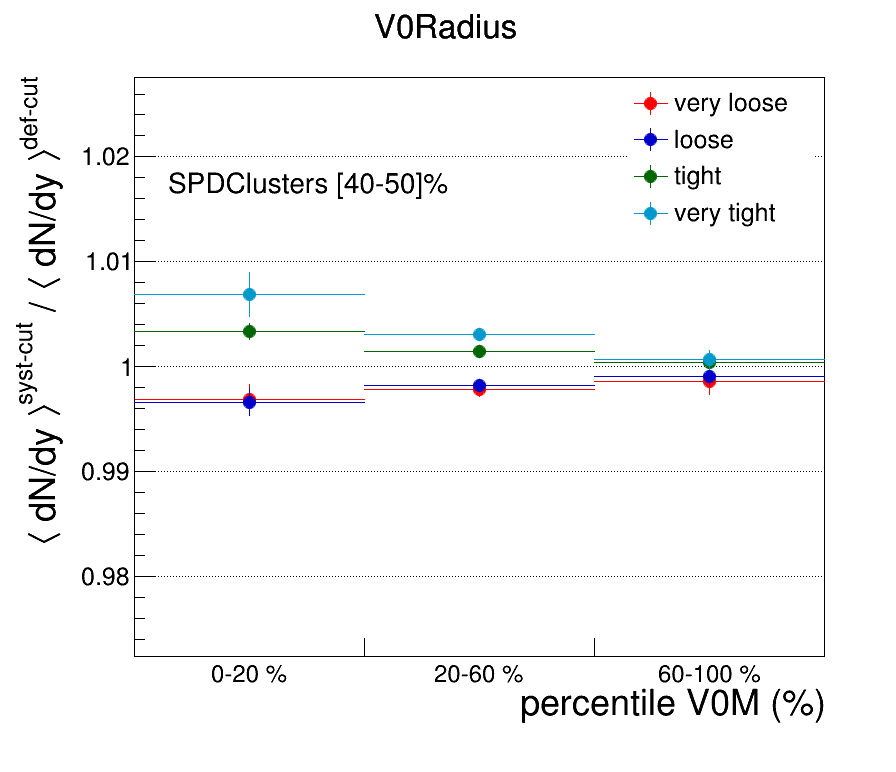 V0Radius
⟨ dN/dy ⟩^syst-cut / ⟨ dN/dy ⟩^def-cut
very loose
loose
tight
very tight
SPDClusters [40-50]%
1.02
1.01
1
0.99
0.98
0-20 % 20-60 % 60-100 %
percentile V0M (%)